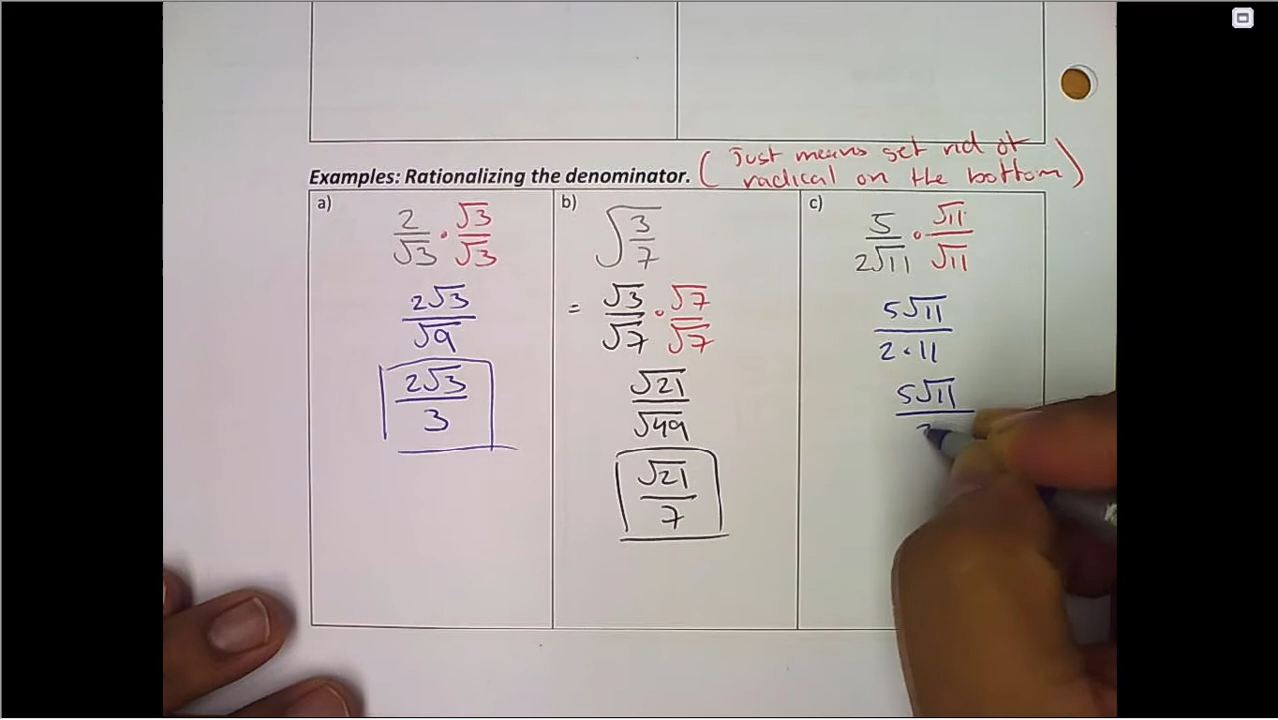 Examples: Rationalizing the denominator. ( Just means get rid of
radical on the bottom )
a)
2/√3 · √3/√3
2√3/√9
2√3/3
b)
√(3/7)
= √3/√7 · √7/√7
√21/√49
√21/7
c)
5/(2√11) · √11/√11
5√11/(2·11)
5√11